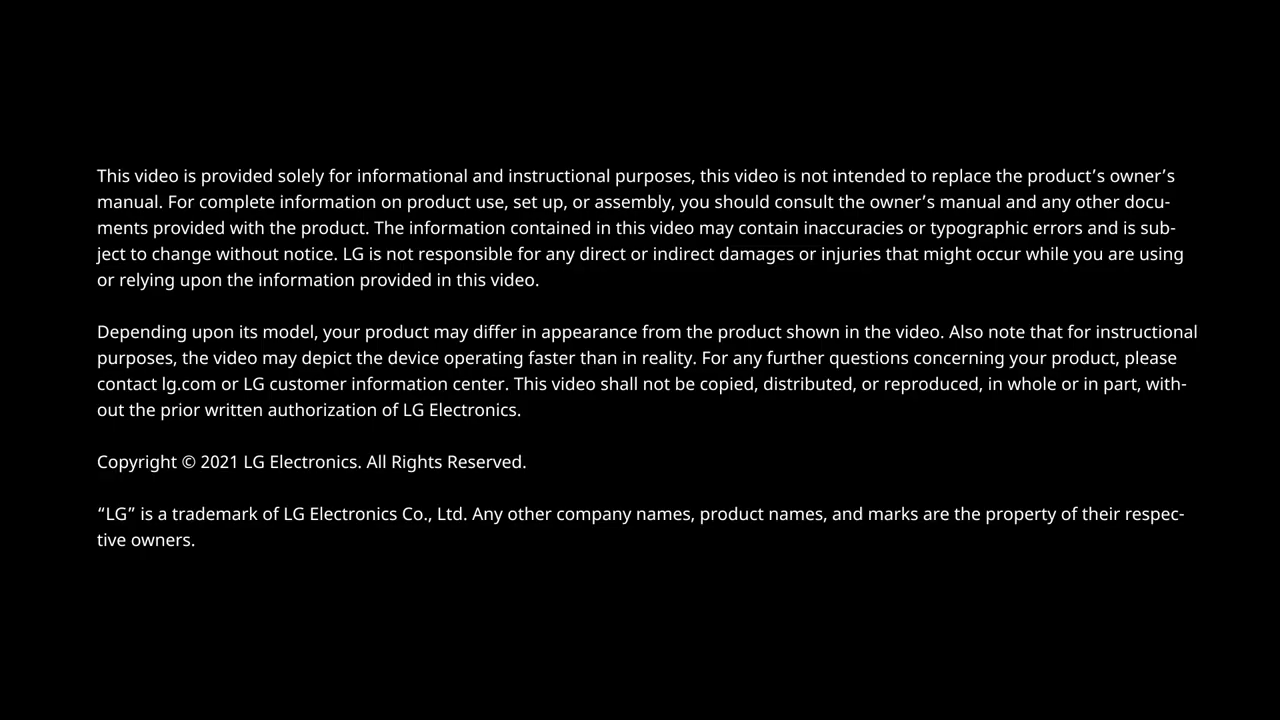 This video is provided solely for informational and instructional purposes, this video is not intended to replace the product’s owner’s
manual. For complete information on product use, set up, or assembly, you should consult the owner’s manual and any other docu-
ments provided with the product. The information contained in this video may contain inaccuracies or typographic errors and is sub-
ject to change without notice. LG is not responsible for any direct or indirect damages or injuries that might occur while you are using
or relying upon the information provided in this video.
Depending upon its model, your product may differ in appearance from the product shown in the video. Also note that for instructional
purposes, the video may depict the device operating faster than in reality. For any further questions concerning your product, please
contact lg.com or LG customer information center. This video shall not be copied, distributed, or reproduced, in whole or in part, with-
out the prior written authorization of LG Electronics.
Copyright © 2021 LG Electronics. All Rights Reserved.
“LG” is a trademark of LG Electronics Co., Ltd. Any other company names, product names, and marks are the property of their respec-
tive owners.